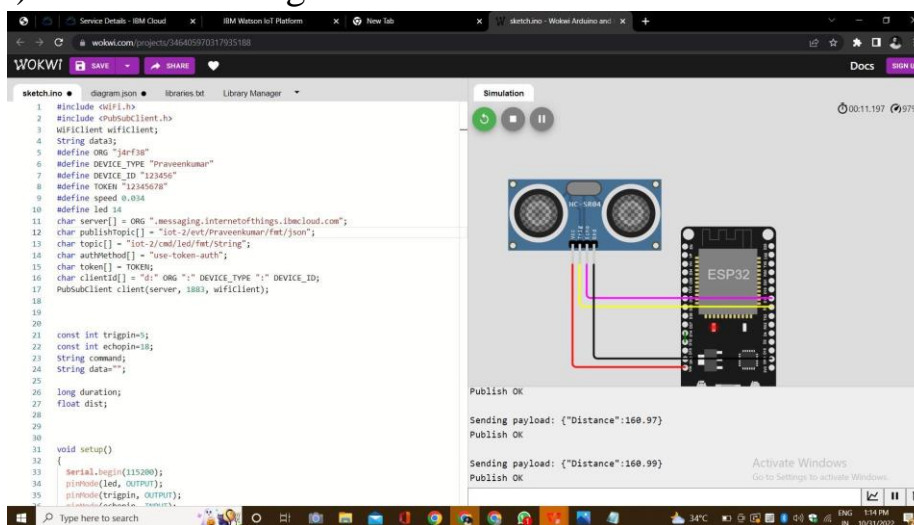 Service Details - IBM Cloud
IBM Watson IoT Platform
New Tab
sketch.ino - Wokwi Arduino and
wokwi.com/projects/346405970317935188
WOKWI
SAVE
SHARE
Docs
SIGN U
sketch.ino
diagram.json
libraries.txt
Library Manager
1 #include <WiFi.h>
2 #include <PubSubClient.h>
3 WiFiClient wifiClient;
4 String data3;
5 #define ORG "j4rf38"
6 #define DEVICE_TYPE "Praveenkumar"
7 #define DEVICE_ID "123456"
8 #define TOKEN "12345678"
9 #define speed 0.034
10 #define led 14
11 char server[] = ORG ".messaging.internetofthings.ibmcloud.com";
12 char publishTopic[] = "iot-2/evt/Praveenkumar/fmt/json";
13 char topic[] = "iot-2/cmd/led/fmt/String";
14 char authMethod[] = "use-token-auth";
15 char token[] = TOKEN;
16 char clientId[] = "d:" ORG ":" DEVICE_TYPE ":" DEVICE_ID;
17 PubSubClient client(server, 1883, wifiClient);
18
19
20
21 const int trigpin=5;
22 const int echopin=18;
23 String command;
24 String data="";
25
26 long duration;
27 float dist;
28
29
30
31 void setup()
32 {
33 Serial.begin(115200);
34 pinMode(led, OUTPUT);
35 pinMode(trigpin, OUTPUT);
Simulation
00:11.197
HC-SR04
ESP32
Publish OK
Sending payload: {"Distance":160.97}
Publish OK
Sending payload: {"Distance":160.99}
Publish OK
Activate Windows
Go to Settings to activate Windows.
Type here to search
34°C
ENG
IN
1:14 PM
10/31/2022